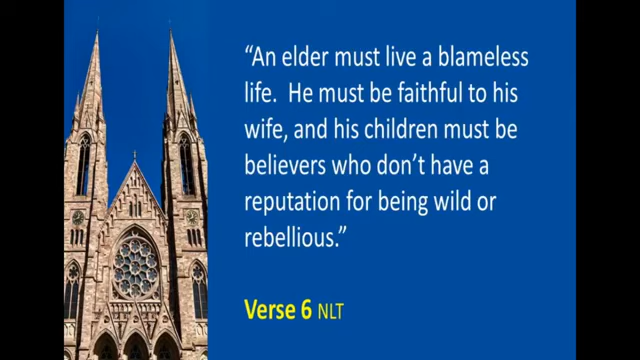 “An elder must live a blameless
life.  He must be faithful to his
wife, and his children must be
believers who don’t have a
reputation for being wild or
rebellious.”
Verse 6 NLT